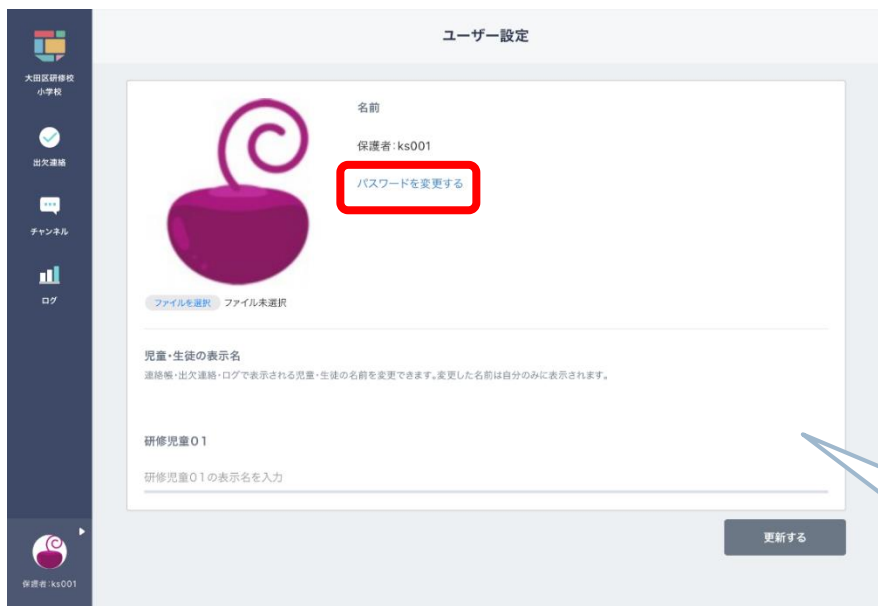 ユーザー設定
大田区研修校
小学校
出欠連絡
チャンネル
ログ
保護者:ks001
名前
保護者:ks001
パスワードを変更する
ファイルを選択 ファイル未選択
児童・生徒の表示名
連絡帳・出欠連絡・ログで表示される児童・生徒の名前を変更できます。変更した名前は自分のみに表示されます。
研修児童01
研修児童01の表示名を入力
更新する